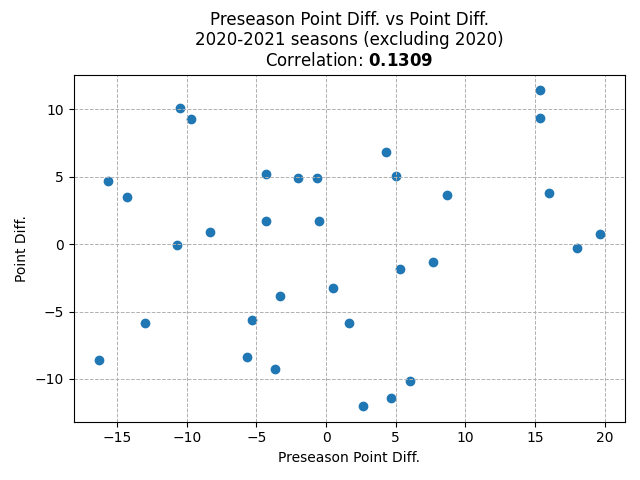 Preseason Point Diff. vs Point Diff.
2020-2021 seasons (excluding 2020)
Correlation: 0.1309
10
5
0
−5
−10
Point Diff.
−15
−10
−5
0
5
10
15
20
Preseason Point Diff.